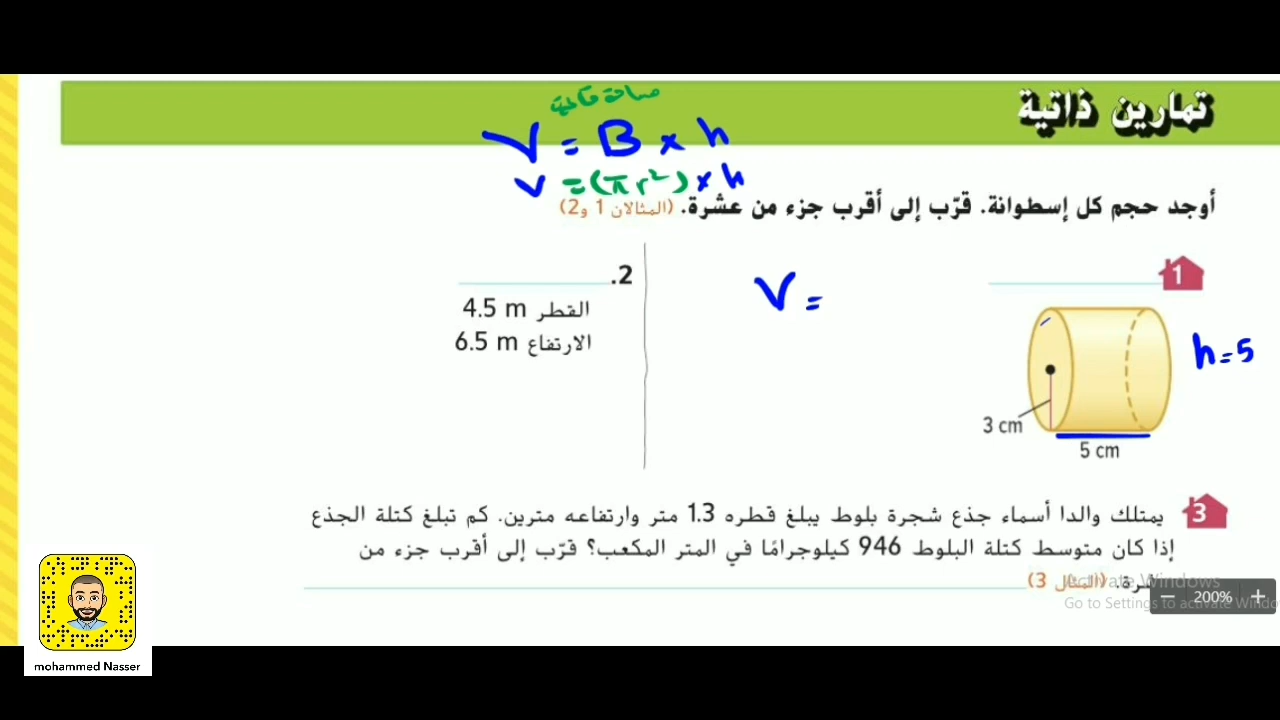 تمارين ذاتية
مساحة قاعدة
V = B x h
V = (πr²) x h
أوجد حجم كل إسطوانة. قرّب إلى أقرب جزء من عشرة. (المثالان 1 و2)
1
V =
h = 5
3 cm
5 cm
2.
القطر 4.5 m
الارتفاع 6.5 m
3 يمتلك والدا أسماء جذع شجرة بلوط يبلغ قطره 1.3 متر وارتفاعه مترين. كم تبلغ كتلة الجذع
إذا كان متوسط كتلة البلوط 946 كيلوجرامًا في المتر المكعب؟ قرّب إلى أقرب جزء من
(المثال 3)
Activate Windows
Go to Settings to activate Windo
200%
mohammed Nasser